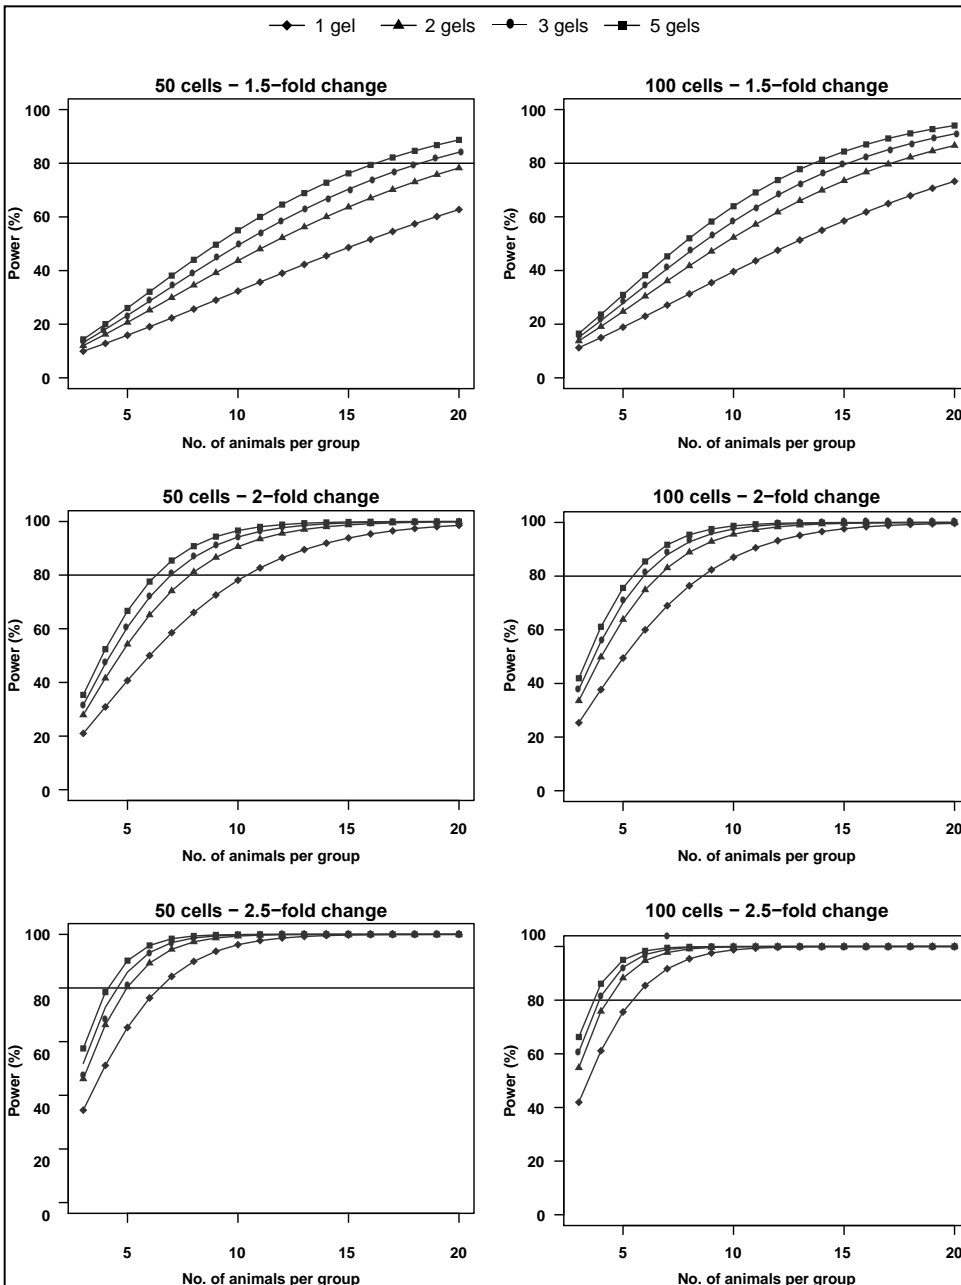 1 gel 2 gels 3 gels 5 gels
50 cells − 1.5−fold change
100
80
60
40
20
0
Power (%)
5 10 15 20
No. of animals per group
100 cells − 1.5−fold change
100
80
60
40
20
0
Power (%)
5 10 15 20
No. of animals per group
50 cells − 2−fold change
100
80
60
40
20
0
Power (%)
5 10 15 20
No. of animals per group
100 cells − 2−fold change
100
80
60
40
20
0
Power (%)
5 10 15 20
No. of animals per group
50 cells − 2.5−fold change
100
80
60
40
20
0
Power (%)
5 10 15 20
No. of animals per group
100 cells − 2.5−fold change
100
80
60
40
20
0
Power (%)
5 10 15 20
No. of animals per group